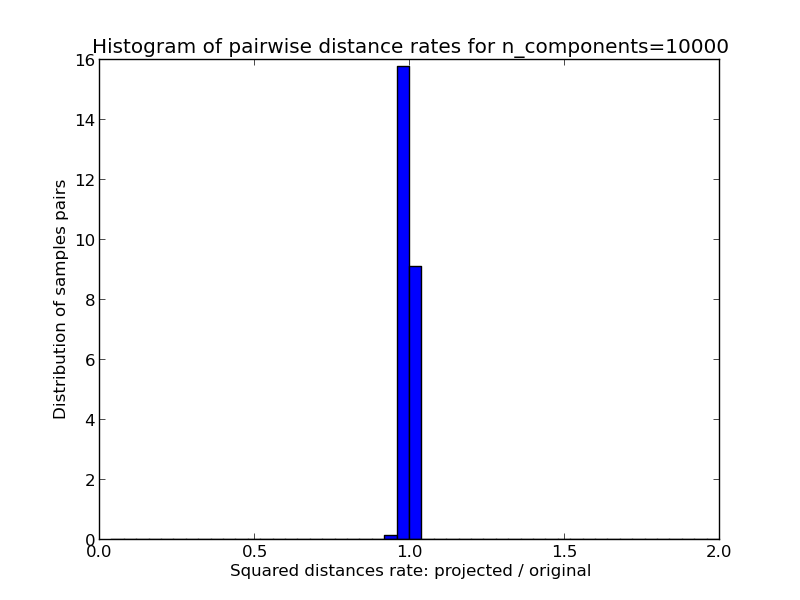 Histogram of pairwise distance rates for n_components=10000
16
14
12
10
8
6
4
2
0
Distribution of samples pairs
0.0 0.5 1.0 1.5 2.0
Squared distances rate: projected / original